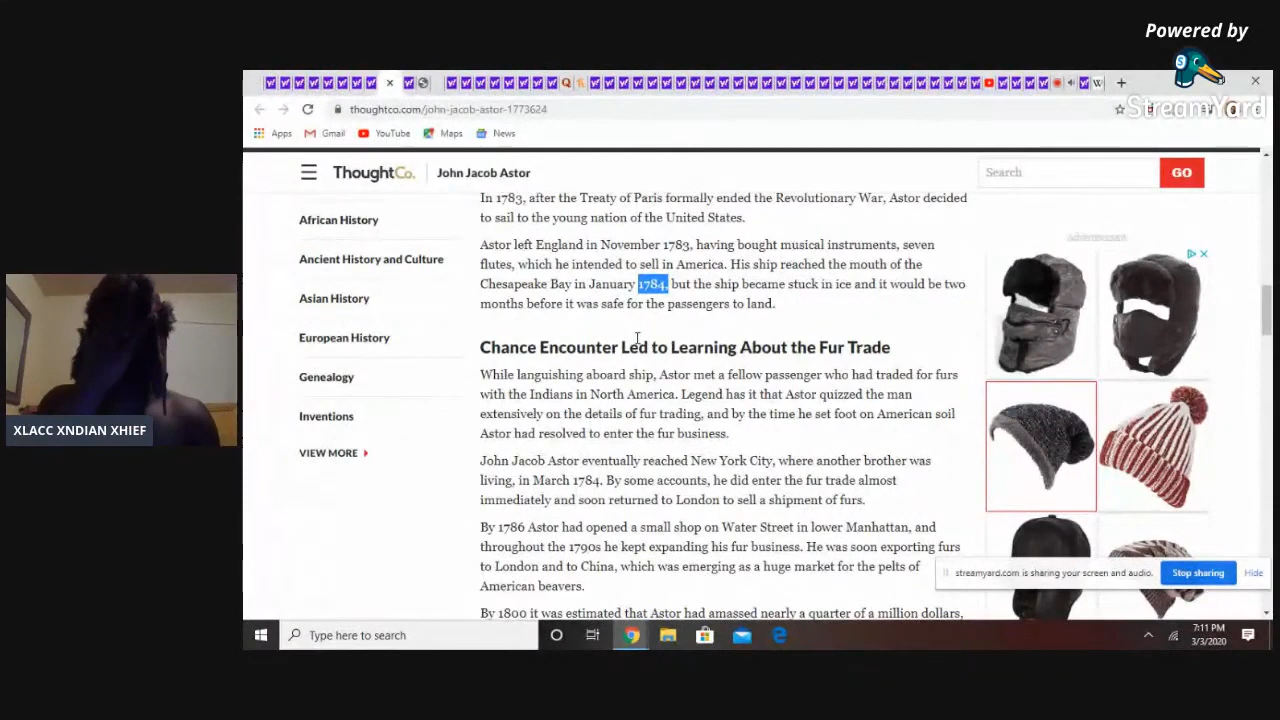 Powered by
StreamYard
thoughtco.com/john-jacob-astor-1773624
Apps
Gmail
YouTube
Maps
News
ThoughtCo.
John Jacob Astor
Search
GO
African History
Ancient History and Culture
Asian History
European History
Genealogy
Inventions
VIEW MORE
In 1783, after the Treaty of Paris formally ended the Revolutionary War, Astor decided
to sail to the young nation of the United States.
Astor left England in November 1783, having bought musical instruments, seven
flutes, which he intended to sell in America. His ship reached the mouth of the
Chesapeake Bay in January 1784, but the ship became stuck in ice and it would be two
months before it was safe for the passengers to land.
Chance Encounter Led to Learning About the Fur Trade
While languishing aboard ship, Astor met a fellow passenger who had traded for furs
with the Indians in North America. Legend has it that Astor quizzed the man
extensively on the details of fur trading, and by the time he set foot on American soil
Astor had resolved to enter the fur business.
John Jacob Astor eventually reached New York City, where another brother was
living, in March 1784. By some accounts, he did enter the fur trade almost
immediately and soon returned to London to sell a shipment of furs.
By 1786 Astor had opened a small shop on Water Street in lower Manhattan, and
throughout the 1790s he kept expanding his fur business. He was soon exporting furs
to London and to China, which was emerging as a huge market for the pelts of
American beavers.
By 1800 it was estimated that Astor had amassed nearly a quarter of a million dollars,
Advertisement
XLACC XNDIAN XHIEF
streamyard.com is sharing your screen and audio.
Stop sharing
Hide
Type here to search
7:11 PM
3/3/2020